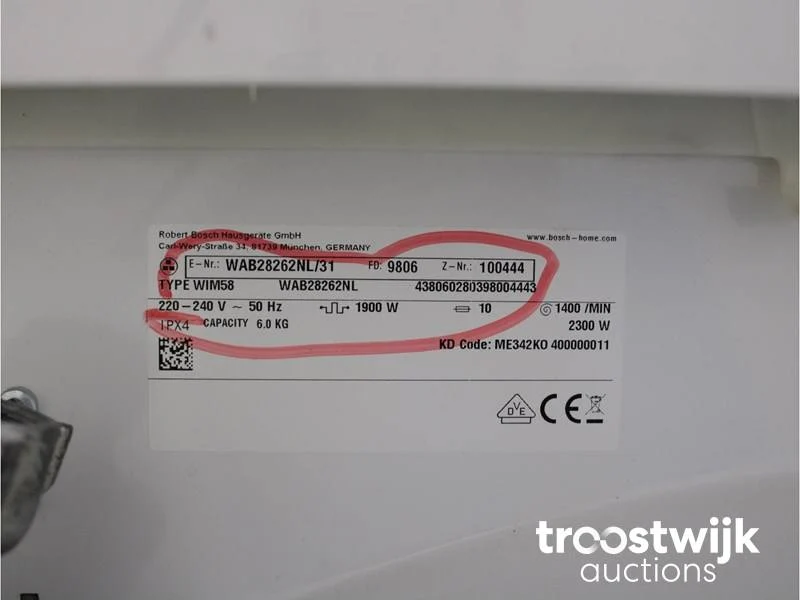 Robert Bosch Hausgeräte GmbH www.bosch-home.com
Carl-Wery-Straße 34, 81739 München, GERMANY
E-Nr.: WAB28262NL/31 FD: 9806 Z-Nr.: 100444
TYPE WIM58 WAB28262NL 438060280398004443
220-240 V ~ 50 Hz 1900 W 10 1400 /MIN
IPX4 CAPACITY 6.0 KG 2300 W
KD Code: ME342KO 400000011
DVE CE
troostwijk
auctions